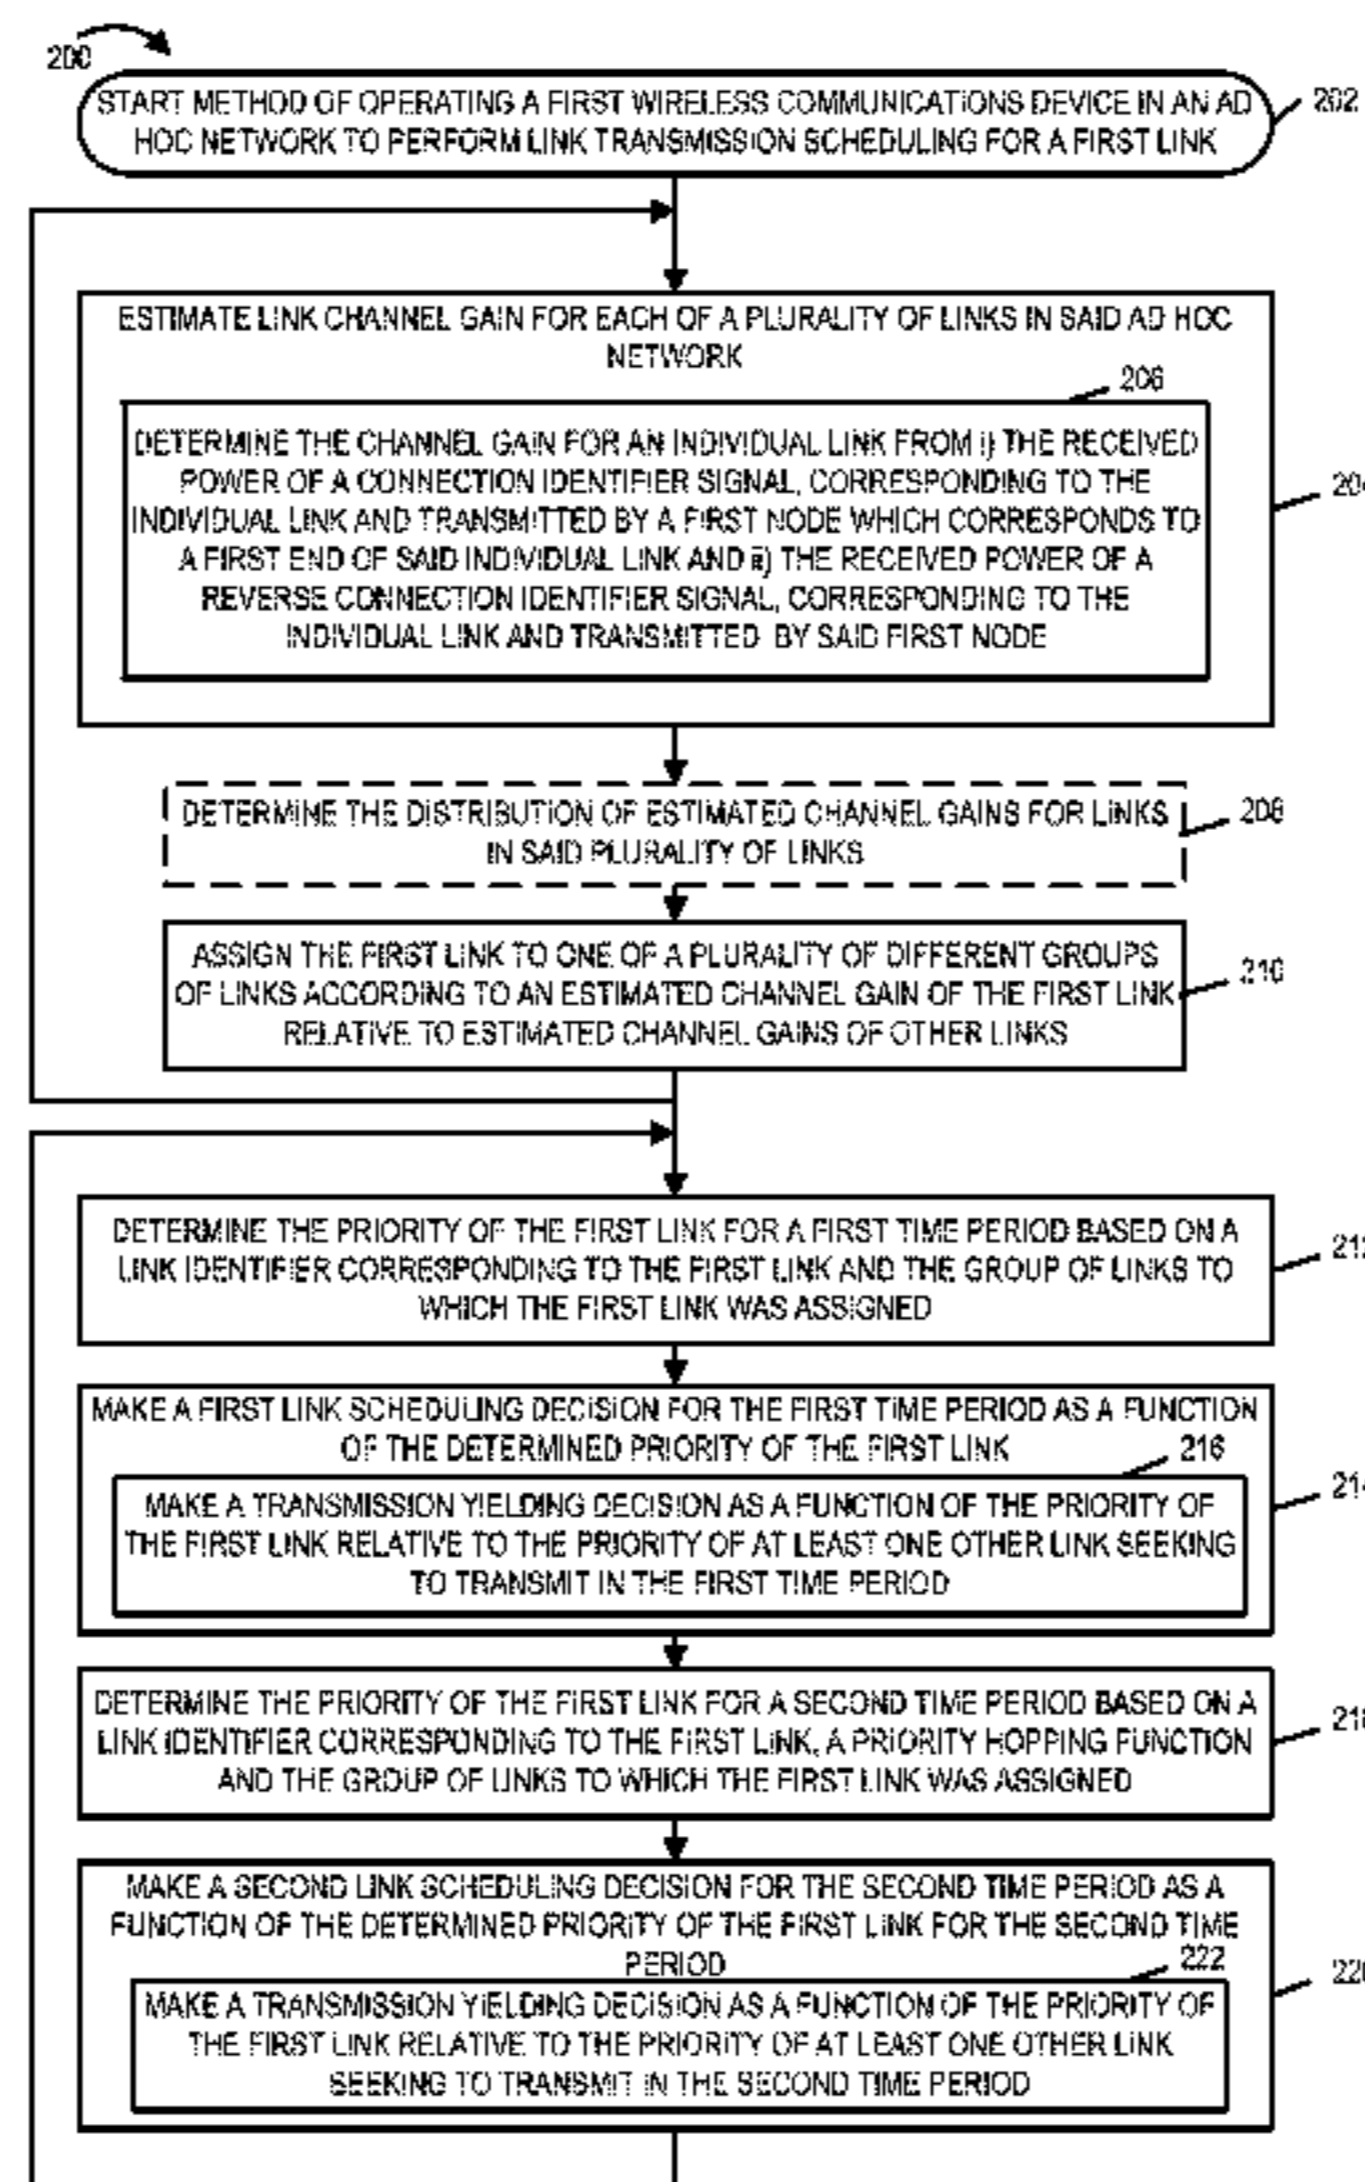 200
START METHOD OF OPERATING A FIRST WIRELESS COMMUNICATIONS DEVICE IN AN AD
HOC NETWORK TO PERFORM LINK TRANSMISSION SCHEDULING FOR A FIRST LINK
202
ESTIMATE LINK CHANNEL GAIN FOR EACH OF A PLURALITY OF LINKS IN SAID AD HOC
NETWORK
206
DETERMINE THE CHANNEL GAIN FOR AN INDIVIDUAL LINK FROM i) THE RECEIVED
POWER OF A CONNECTION IDENTIFIER SIGNAL, CORRESPONDING TO THE
INDIVIDUAL LINK AND TRANSMITTED BY A FIRST NODE WHICH CORRESPONDS TO
A FIRST END OF SAID INDIVIDUAL LINK AND ii) THE RECEIVED POWER OF A
REVERSE CONNECTION IDENTIFIER SIGNAL, CORRESPONDING TO THE
INDIVIDUAL LINK AND TRANSMITTED BY SAID FIRST NODE
DETERMINE THE DISTRIBUTION OF ESTIMATED CHANNEL GAINS FOR LINKS
IN SAID PLURALITY OF LINKS
208
ASSIGN THE FIRST LINK TO ONE OF A PLURALITY OF DIFFERENT GROUPS
OF LINKS ACCORDING TO AN ESTIMATED CHANNEL GAIN OF THE FIRST LINK
RELATIVE TO ESTIMATED CHANNEL GAINS OF OTHER LINKS
210
DETERMINE THE PRIORITY OF THE FIRST LINK FOR A FIRST TIME PERIOD BASED ON A
LINK IDENTIFIER CORRESPONDING TO THE FIRST LINK AND THE GROUP OF LINKS TO
WHICH THE FIRST LINK WAS ASSIGNED
MAKE A FIRST LINK SCHEDULING DECISION FOR THE FIRST TIME PERIOD AS A FUNCTION
OF THE DETERMINED PRIORITY OF THE FIRST LINK
216
MAKE A TRANSMISSION YIELDING DECISION AS A FUNCTION OF THE PRIORITY OF
THE FIRST LINK RELATIVE TO THE PRIORITY OF AT LEAST ONE OTHER LINK SEEKING
TO TRANSMIT IN THE FIRST TIME PERIOD
DETERMINE THE PRIORITY OF THE FIRST LINK FOR A SECOND TIME PERIOD BASED ON A
LINK IDENTIFIER CORRESPONDING TO THE FIRST LINK, A PRIORITY HOPPING FUNCTION
AND THE GROUP OF LINKS TO WHICH THE FIRST LINK WAS ASSIGNED
MAKE A SECOND LINK SCHEDULING DECISION FOR THE SECOND TIME PERIOD AS A
FUNCTION OF THE DETERMINED PRIORITY OF THE FIRST LINK FOR THE SECOND TIME
PERIOD
222
MAKE A TRANSMISSION YIELDING DECISION AS A FUNCTION OF THE PRIORITY OF
THE FIRST LINK RELATIVE TO THE PRIORITY OF AT LEAST ONE OTHER LINK
SEEKING TO TRANSMIT IN THE SECOND TIME PERIOD